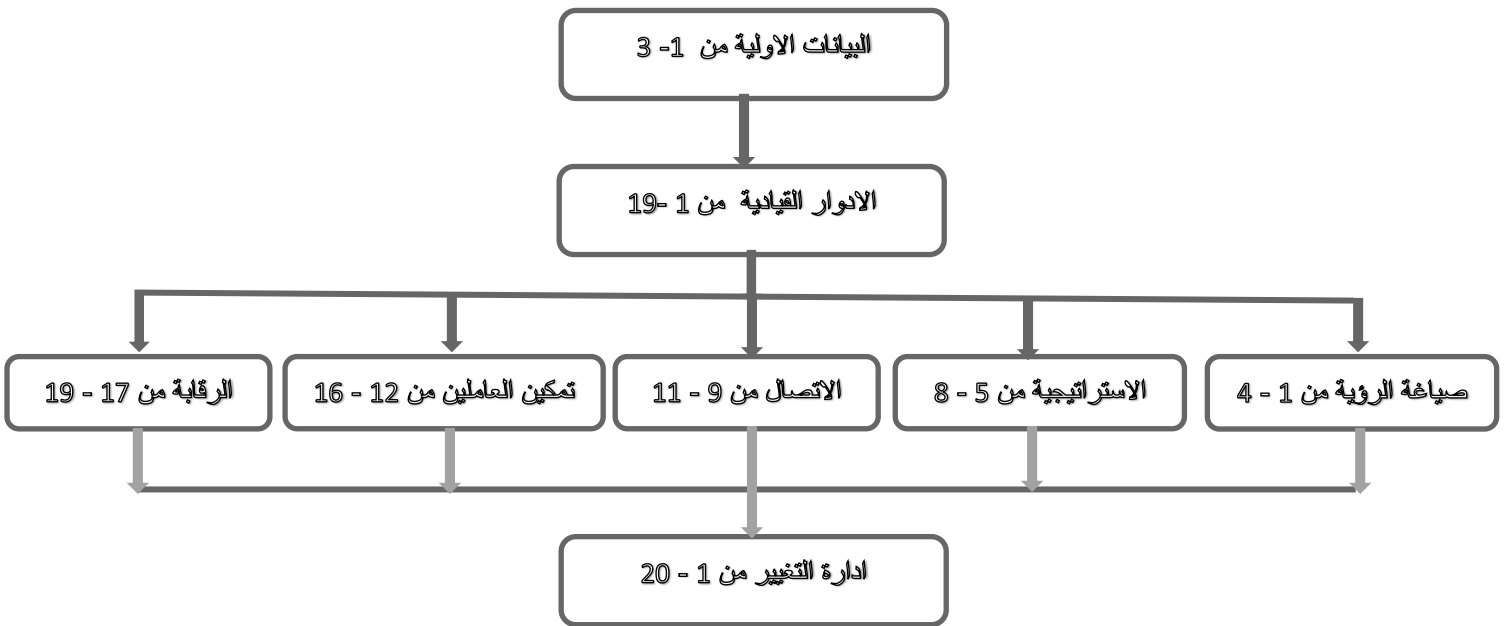 البيانات الاولية من 1- 3
الادوار القيادية من 1 -19
صياغة الرؤية من 1 - 4
الاستراتيجية من 5 - 8
الاتصال من 9 - 11
تمكين العاملين من 12 - 16
الرقابة من 17 - 19
ادارة التغيير من 1 - 20